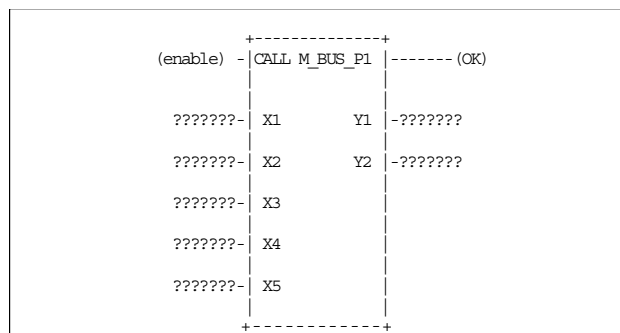 +--------------+
(enable) -|CALL M_BUS_P1 |-------(OK)
| |
???????-| X1 Y1 |-???????
| |
???????-| X2 Y2 |-???????
| |
???????-| X3 |
| |
???????-| X4 |
| |
???????-| X5 |
| |
+-------------+